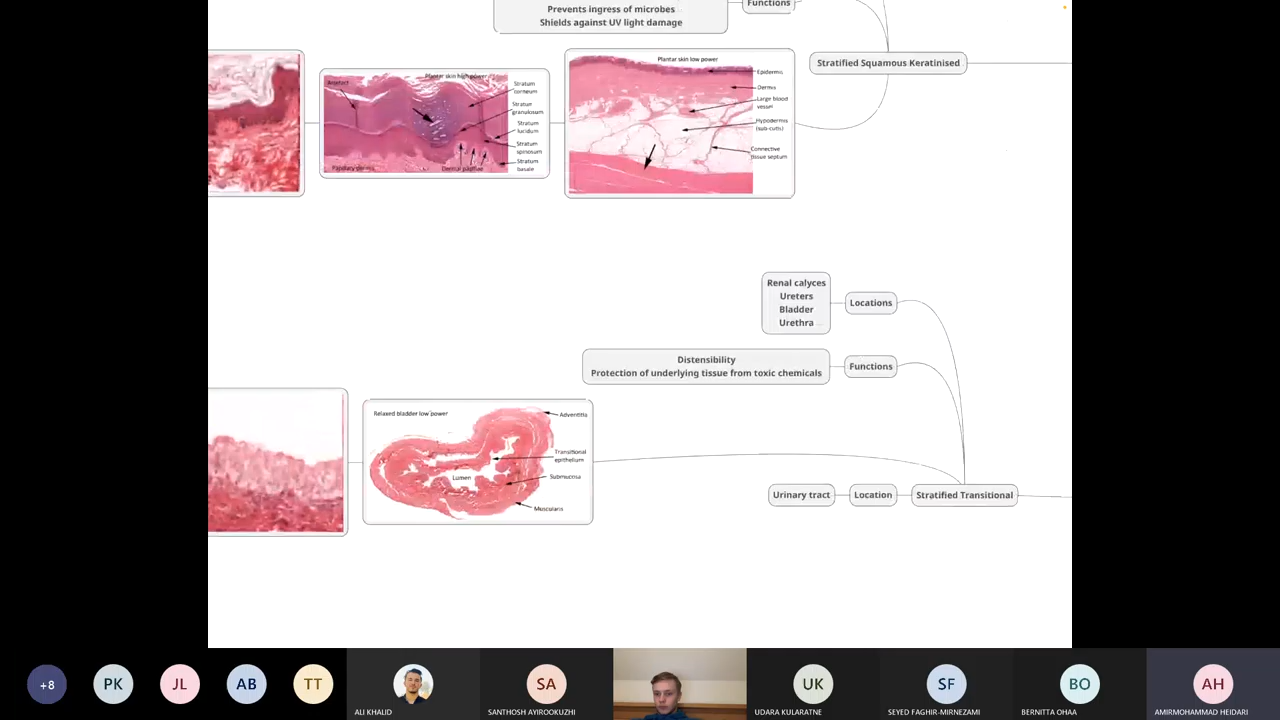 Prevents ingress of microbes
Shields against UV light damage
Functions
Stratified Squamous Keratinised
Plantar skin high power
Artefact
Stratum
corneum
Stratum
granulosum
Stratum
lucidum
Stratum
spinosum
Stratum
basale
Papillary dermis
Dermal papillae
Plantar skin low power
Epidermis
Dermis
Large blood
vessel
Hypodermis
(sub-cutis)
Connective
tissue septum
Renal calyces
Ureters
Bladder
Urethra
Locations
Distensibility
Protection of underlying tissue from toxic chemicals
Functions
Relaxed bladder low power
Adventitia
Transitional
epithelium
Lumen
Submucosa
Muscularis
Urinary tract
Location
Stratified Transitional
+8
PK
JL
AB
TT
ALI KHALID
SA
SANTHOSH AYIROOKUZHI
UK
UDARA KULARATNE
SF
SEYED FAGHIR-MIRNEZAMI
BO
BERNITTA OHAA
AH
AMIRMOHAMMAD HEIDARI